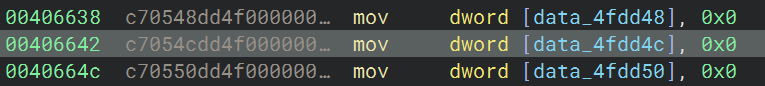 00406638 c70548dd4f000000… mov dword [data_4fdd48], 0x0
00406642 c7054cdd4f000000… mov dword [data_4fdd4c], 0x0
0040664c c70550dd4f000000… mov dword [data_4fdd50], 0x0